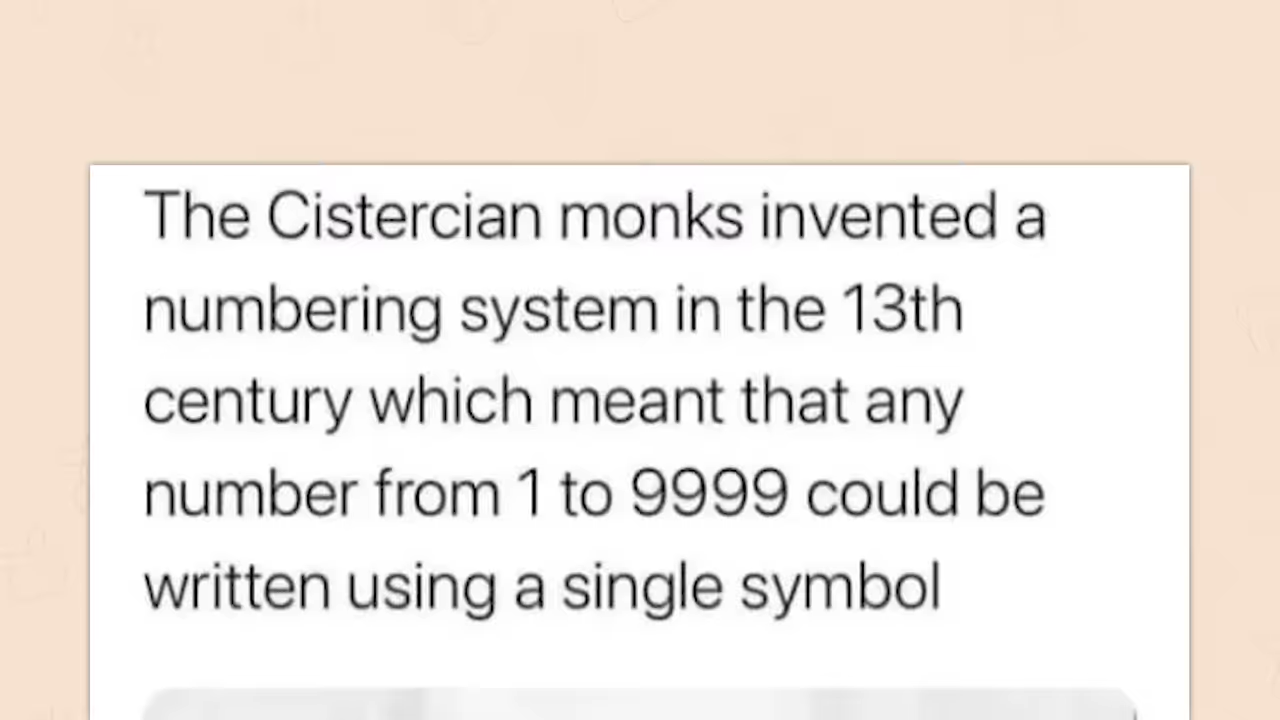 The Cistercian monks invented a
numbering system in the 13th
century which meant that any
number from 1 to 9999 could be
written using a single symbol